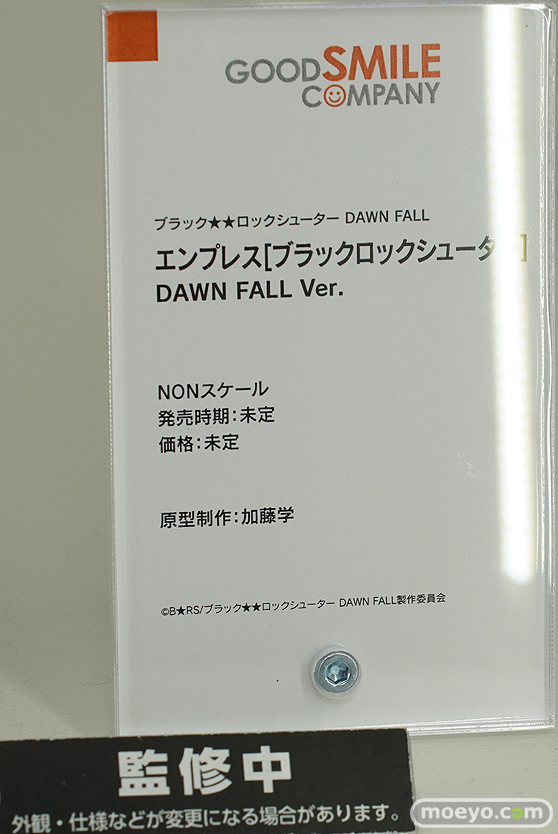 GOODSMILE
COMPANY
ブラック★★ロックシューター DAWN FALL
エンプレス[ブラックロックシューター]
DAWN FALL Ver.
NONスケール
発売時期:未定
価格:未定
原型制作:加藤学
©B★RS/ブラック★★ロックシューター DAWN FALL製作委員会
監修中
外観・仕様などが変更になる場合があります。
moeyo.com